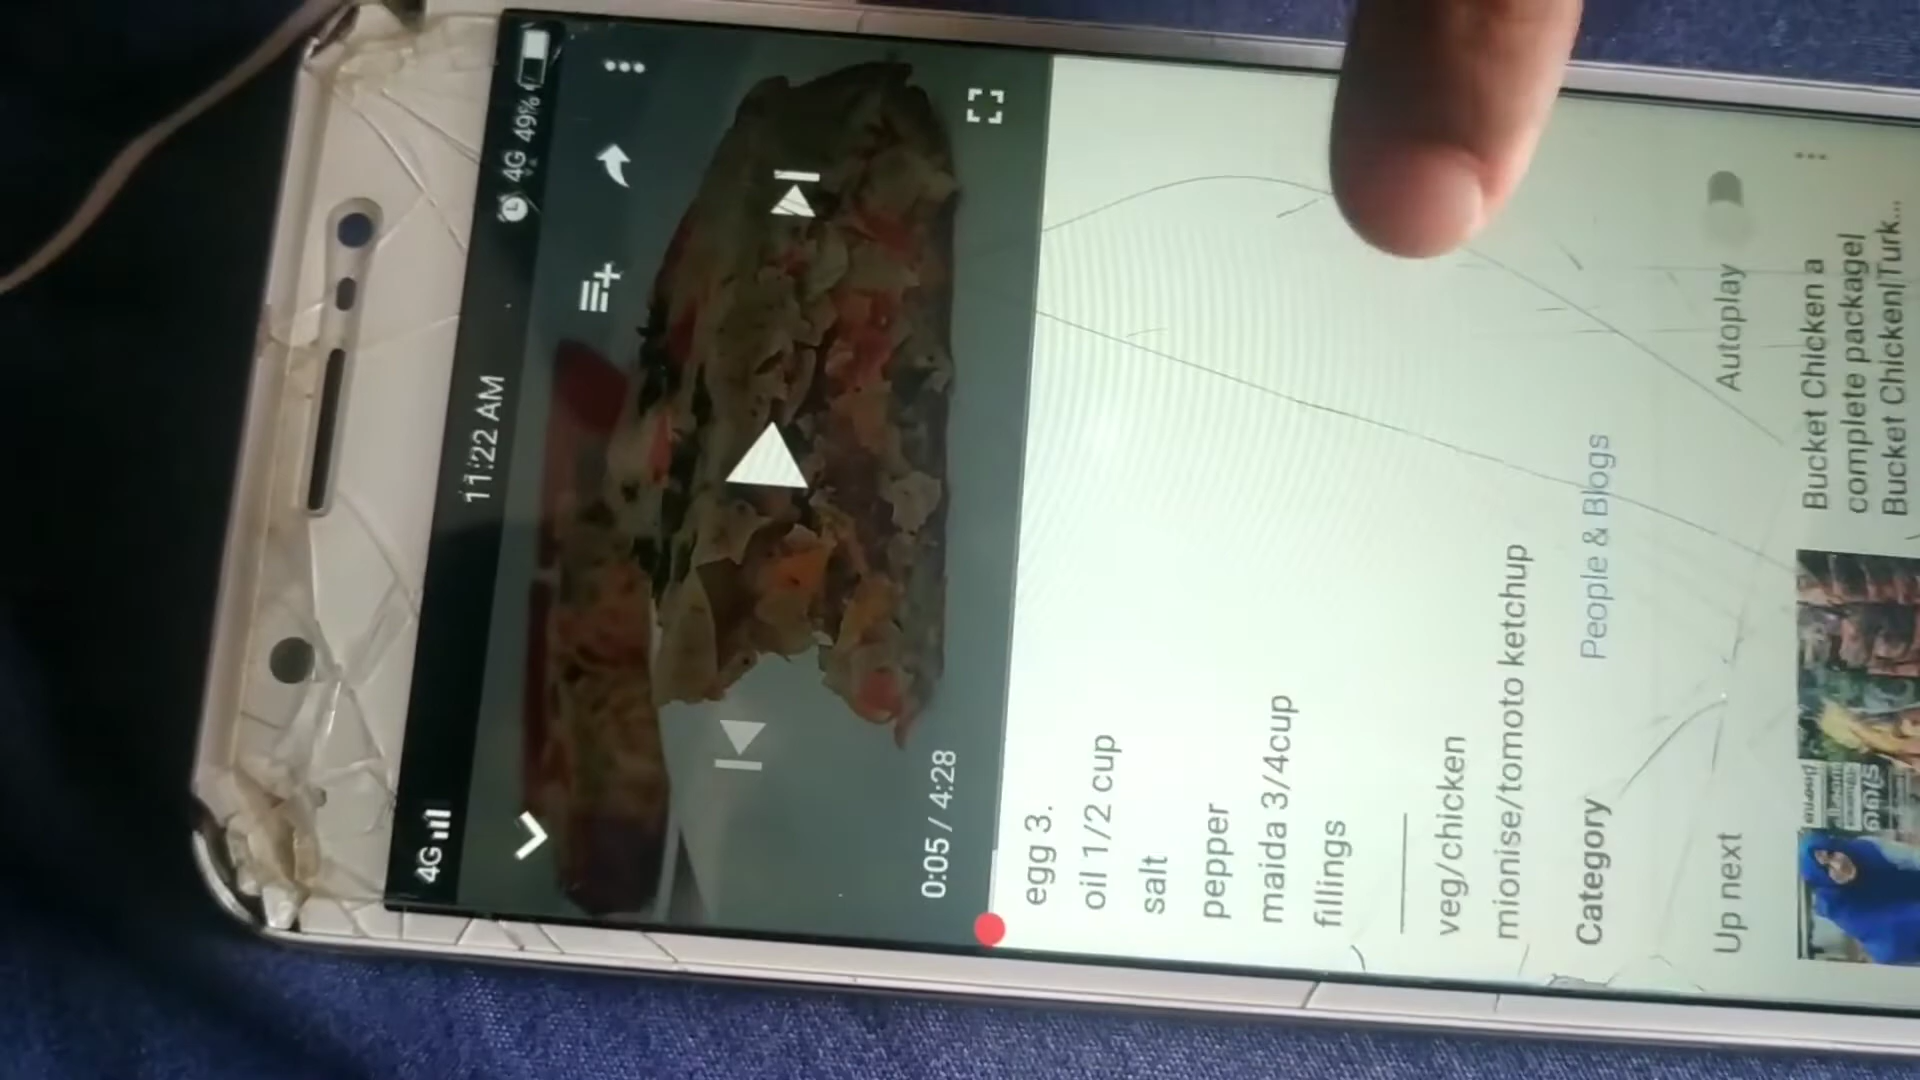 4G
11:22 AM
4G 49%
0:05 / 4:28
egg 3.
oil 1/2 cup
salt
pepper
maida 3/4cup
fillings
veg/chicken
mionise/tomoto ketchup
Category
People & Blogs
Up next
Autoplay
Bucket Chicken a
complete package|
Bucket Chicken|Turk...